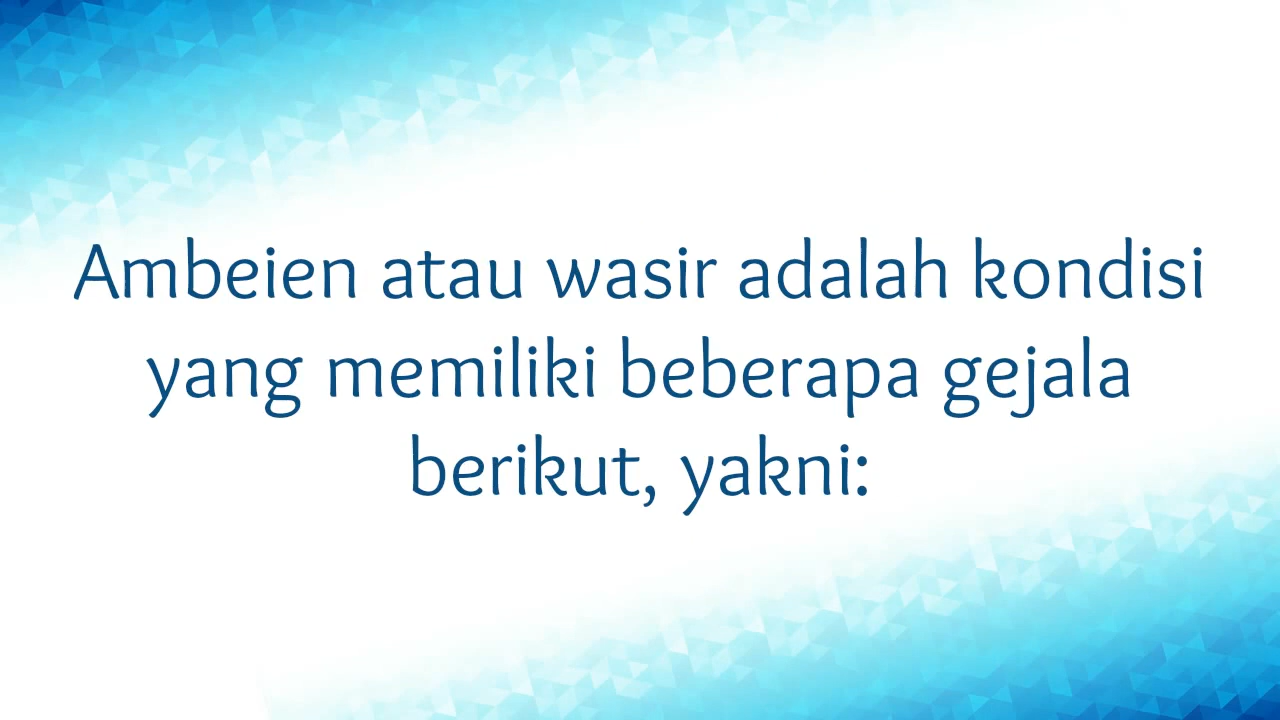 Ambeien atau wasir adalah kondisi
yang memiliki beberapa gejala
berikut, yakni: